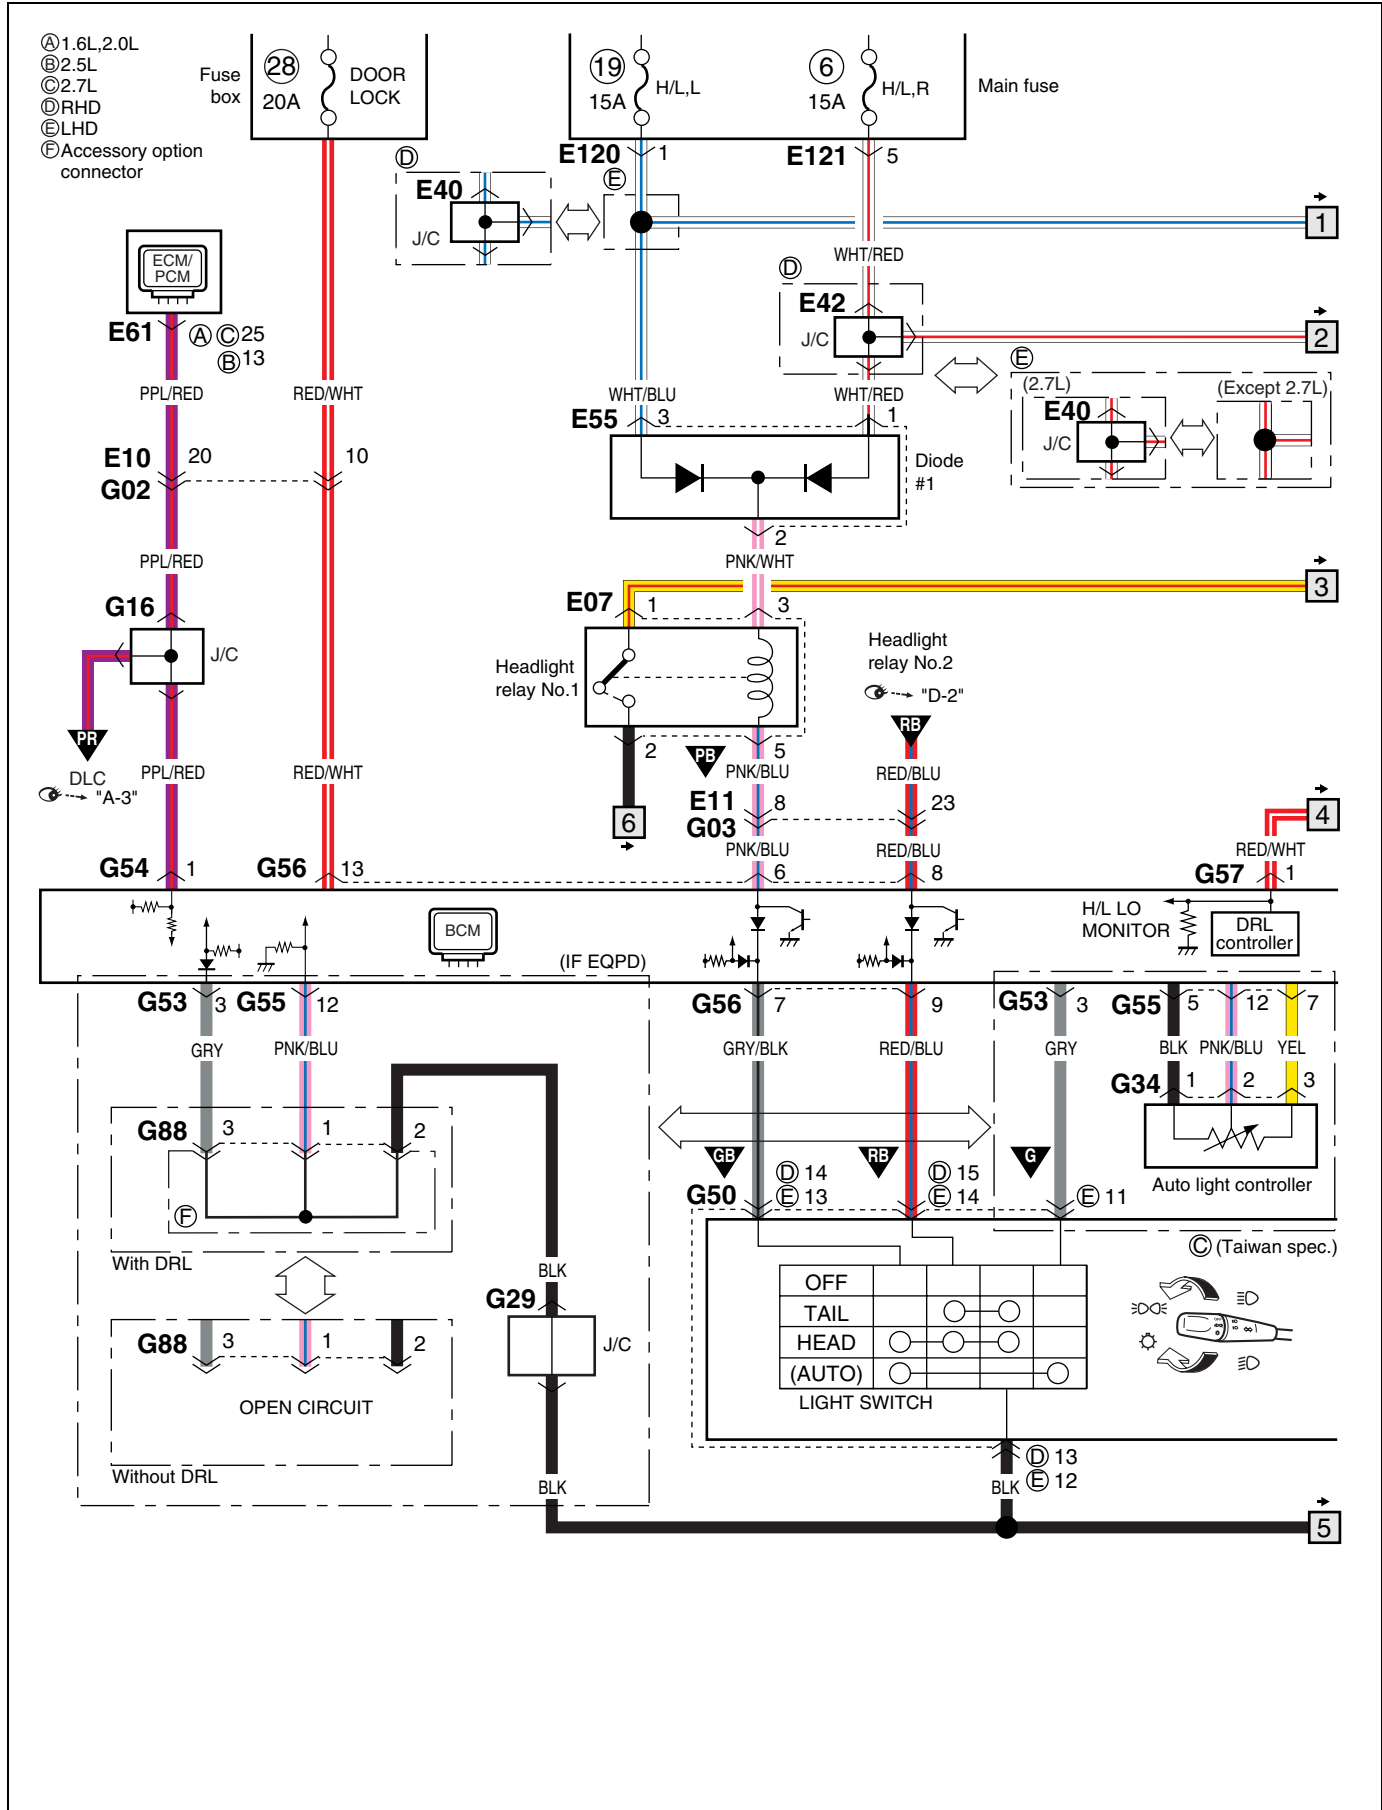 Ⓐ1.6L,2.0L
Ⓑ2.5L
Ⓒ2.7L
ⒹRHD
ⒺLHD
ⒻAccessory option
connector
Fuse
box
28
20A
DOOR
LOCK
19
15A
H/L,L
6
15A
H/L,R
Main fuse
E120 1
E121 5
Ⓓ
E40
J/C
Ⓔ
1
WHT/RED
Ⓓ
E42
J/C
2
ECM/
PCM
E61 Ⓐ Ⓒ 25
Ⓑ 13
Ⓔ
(2.7L)
(Except 2.7L)
E40
J/C
PPL/RED
RED/WHT
WHT/BLU
WHT/RED
E55 3
1
Diode
#1
E10 20
10
G02
2
PPL/RED
PNK/WHT
3
E07 1
3
G16
J/C
Headlight
relay No.1
Headlight
relay No.2
"D-2"
PR
DLC
"A-3"
RB
2
PB
5
PPL/RED
RED/WHT
PNK/BLU
RED/BLU
6
E11 8
23
G03
4
PNK/BLU
RED/BLU
RED/WHT
G54 1
G56 13
6
8
G57 1
BCM
H/L LO
MONITOR
DRL
controller
(IF EQPD)
G53 3
G55 12
G56 7
9
G53 3
G55 5
12
7
GRY
PNK/BLU
GRY/BLK
RED/BLU
GRY
BLK
PNK/BLU
YEL
G34 1
2
3
G88 3
1
2
GB
RB
G
G50 Ⓓ 14
Ⓔ 13
Ⓓ 15
Ⓔ 14
Ⓔ 11
Auto light controller
Ⓕ
With DRL
Ⓒ (Taiwan spec.)
BLK
G29
J/C
OFF
TAIL
HEAD
(AUTO)
LIGHT SWITCH
G88 3
1
2
OPEN CIRCUIT
Without DRL
BLK
Ⓓ 13
Ⓔ 12
BLK
5